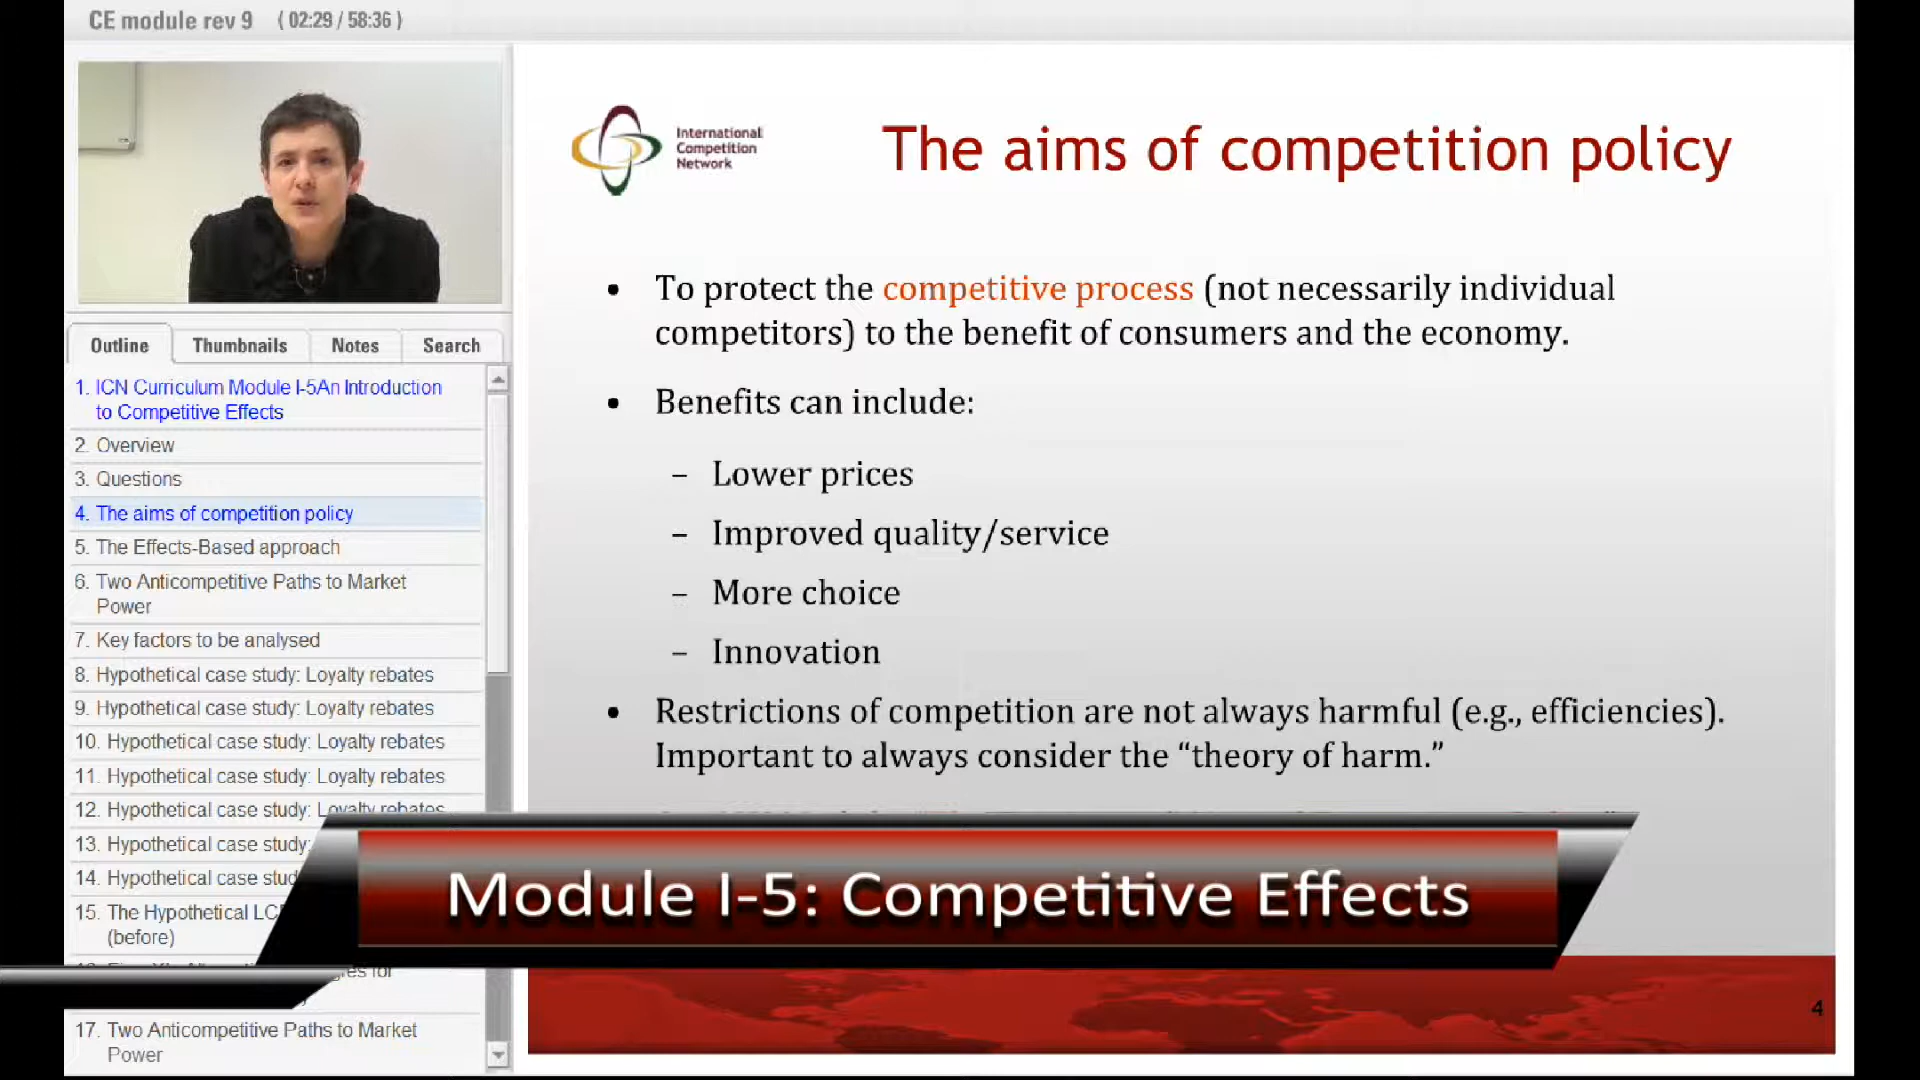 CE module rev 9 ( 02:29 / 58:36 )
Outline
Thumbnails
Notes
Search
1. ICN Curriculum Module I-5An Introduction
to Competitive Effects
2. Overview
3. Questions
4. The aims of competition policy
5. The Effects-Based approach
6. Two Anticompetitive Paths to Market
Power
7. Key factors to be analysed
8. Hypothetical case study: Loyalty rebates
9. Hypothetical case study: Loyalty rebates
10. Hypothetical case study: Loyalty rebates
11. Hypothetical case study: Loyalty rebates
12. Hypothetical case study: Loyalty rebates
13. Hypothetical case study:
14. Hypothetical case
15. The Hypothetical
(before)
for
17. Two Anticompetitive Paths to Market
Power
International
Competition
Network
The aims of competition policy
• To protect the competitive process (not necessarily individual
competitors) to the benefit of consumers and the economy.
• Benefits can include:
– Lower prices
– Improved quality/service
– More choice
– Innovation
• Restrictions of competition are not always harmful (e.g., efficiencies).
Important to always consider the “theory of harm.”
Module I-5: Competitive Effects
4